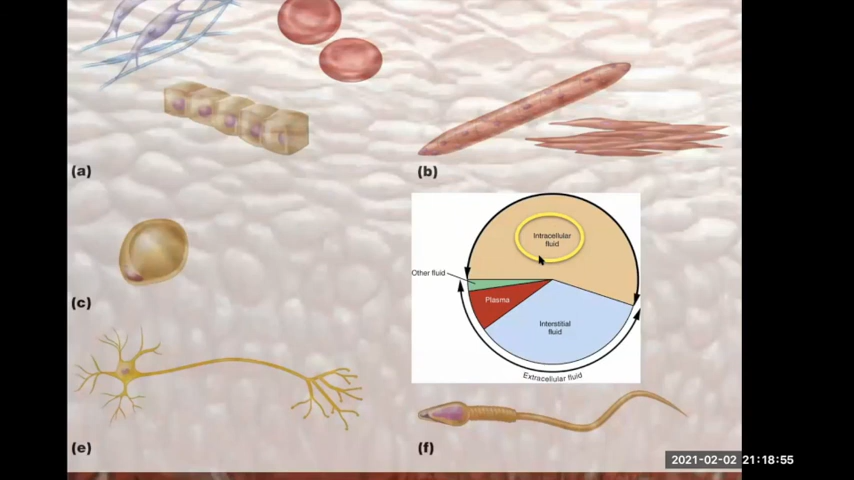 (a)
(b)
(c)
Intracellular
fluid
Other fluid
Plasma
Interstitial
fluid
Extracellular fluid
(e)
(f)
2021-02-02 21:18:55